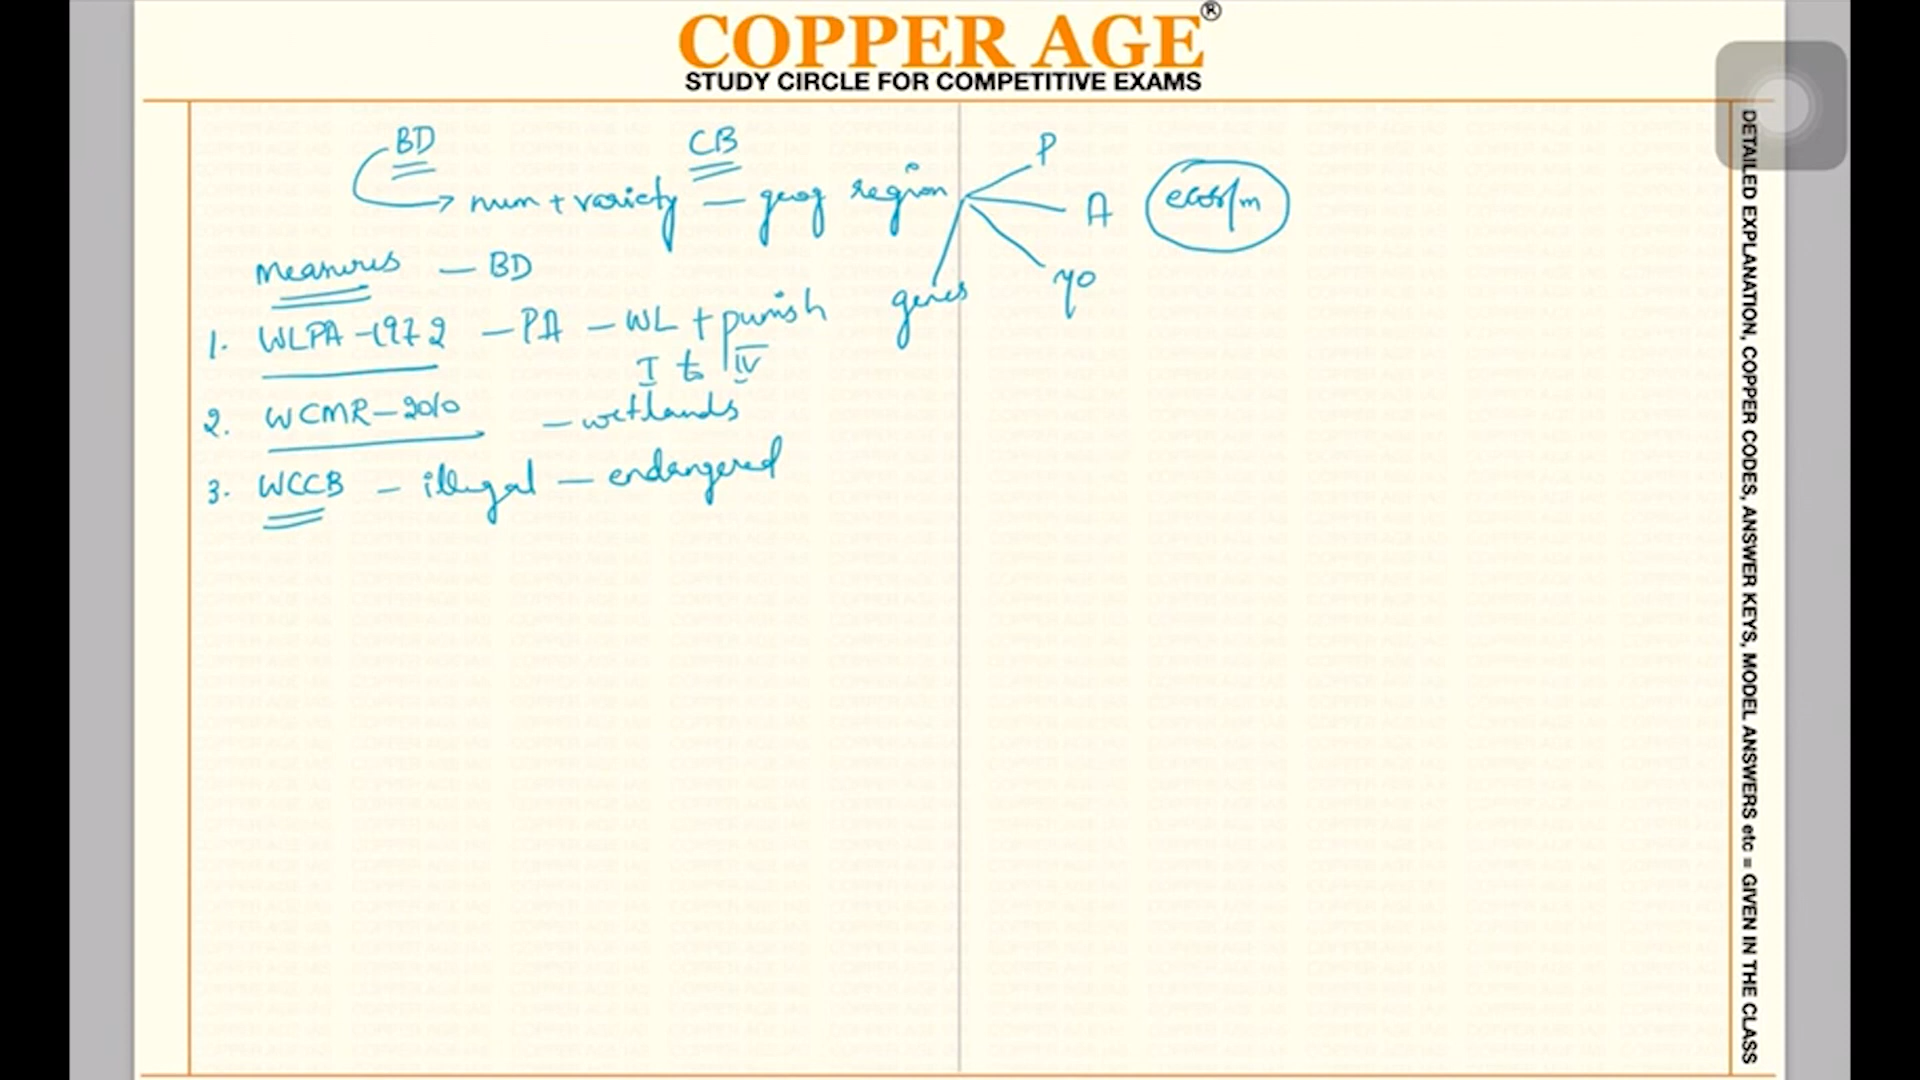 COPPER AGE®
STUDY CIRCLE FOR COMPETITIVE EXAMS
BD CB
num + variety - geog region P A
genes
measures - BD
1. WLPA - 1972 - PA - WL + punish
I to IV
2. WCMR - 2010 - wetlands
3. WCCB - illegal - endangered
DETAILED EXPLANATION, COPPER CODES, ANSWER KEYS, MODEL ANSWERS etc = GIVEN IN THE CLASS